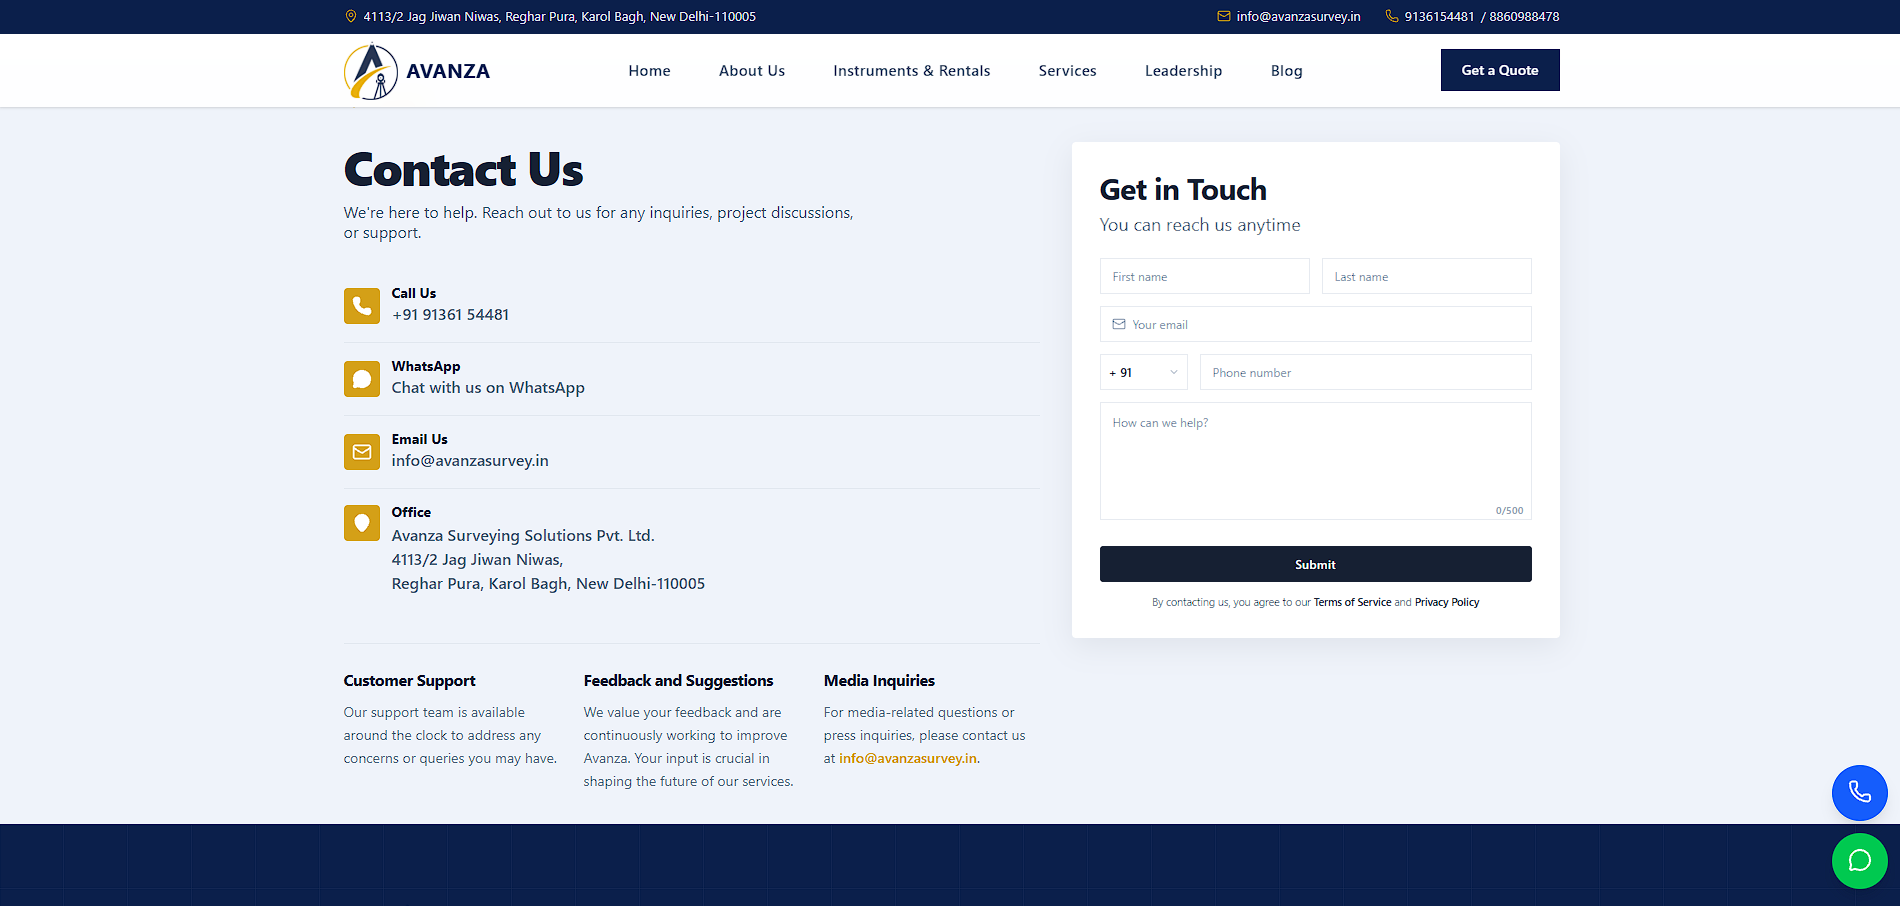 4113/2 Jag Jiwan Niwas, Reghar Pura, Karol Bagh, New Delhi-110005
info@avanzasurvey.in
9136154481 / 8860988478
AVANZA
Home
About Us
Instruments & Rentals
Services
Leadership
Blog
Get a Quote
Contact Us
We're here to help. Reach out to us for any inquiries, project discussions,
or support.
Call Us
+91 91361 54481
WhatsApp
Chat with us on WhatsApp
Email Us
info@avanzasurvey.in
Office
Avanza Surveying Solutions Pvt. Ltd.
4113/2 Jag Jiwan Niwas,
Reghar Pura, Karol Bagh, New Delhi-110005
Get in Touch
You can reach us anytime
First name
Last name
Your email
+ 91
Phone number
How can we help?
0/500
Submit
By contacting us, you agree to our Terms of Service and Privacy Policy
Customer Support
Our support team is available
around the clock to address any
concerns or queries you may have.
Feedback and Suggestions
We value your feedback and are
continuously working to improve
Avanza. Your input is crucial in
shaping the future of our services.
Media Inquiries
For media-related questions or
press inquiries, please contact us
at info@avanzasurvey.in.